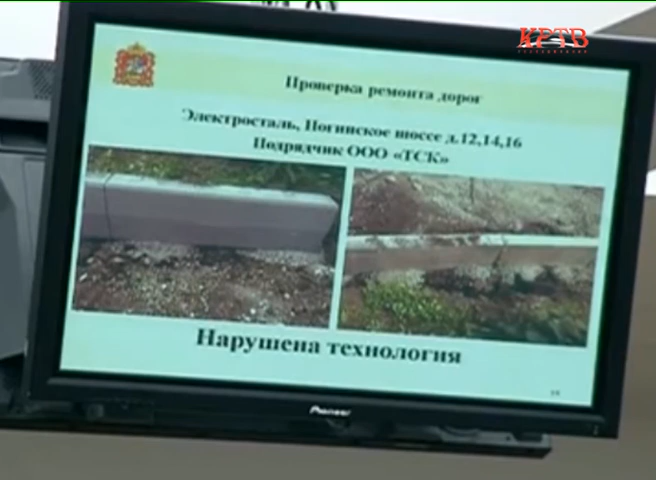 КРТВ
Проверка ремонта дорог
Электросталь, Ногинское шоссе д.12,14,16
Подрядчик ООО «ТСК»
Нарушена технология
Pioneer